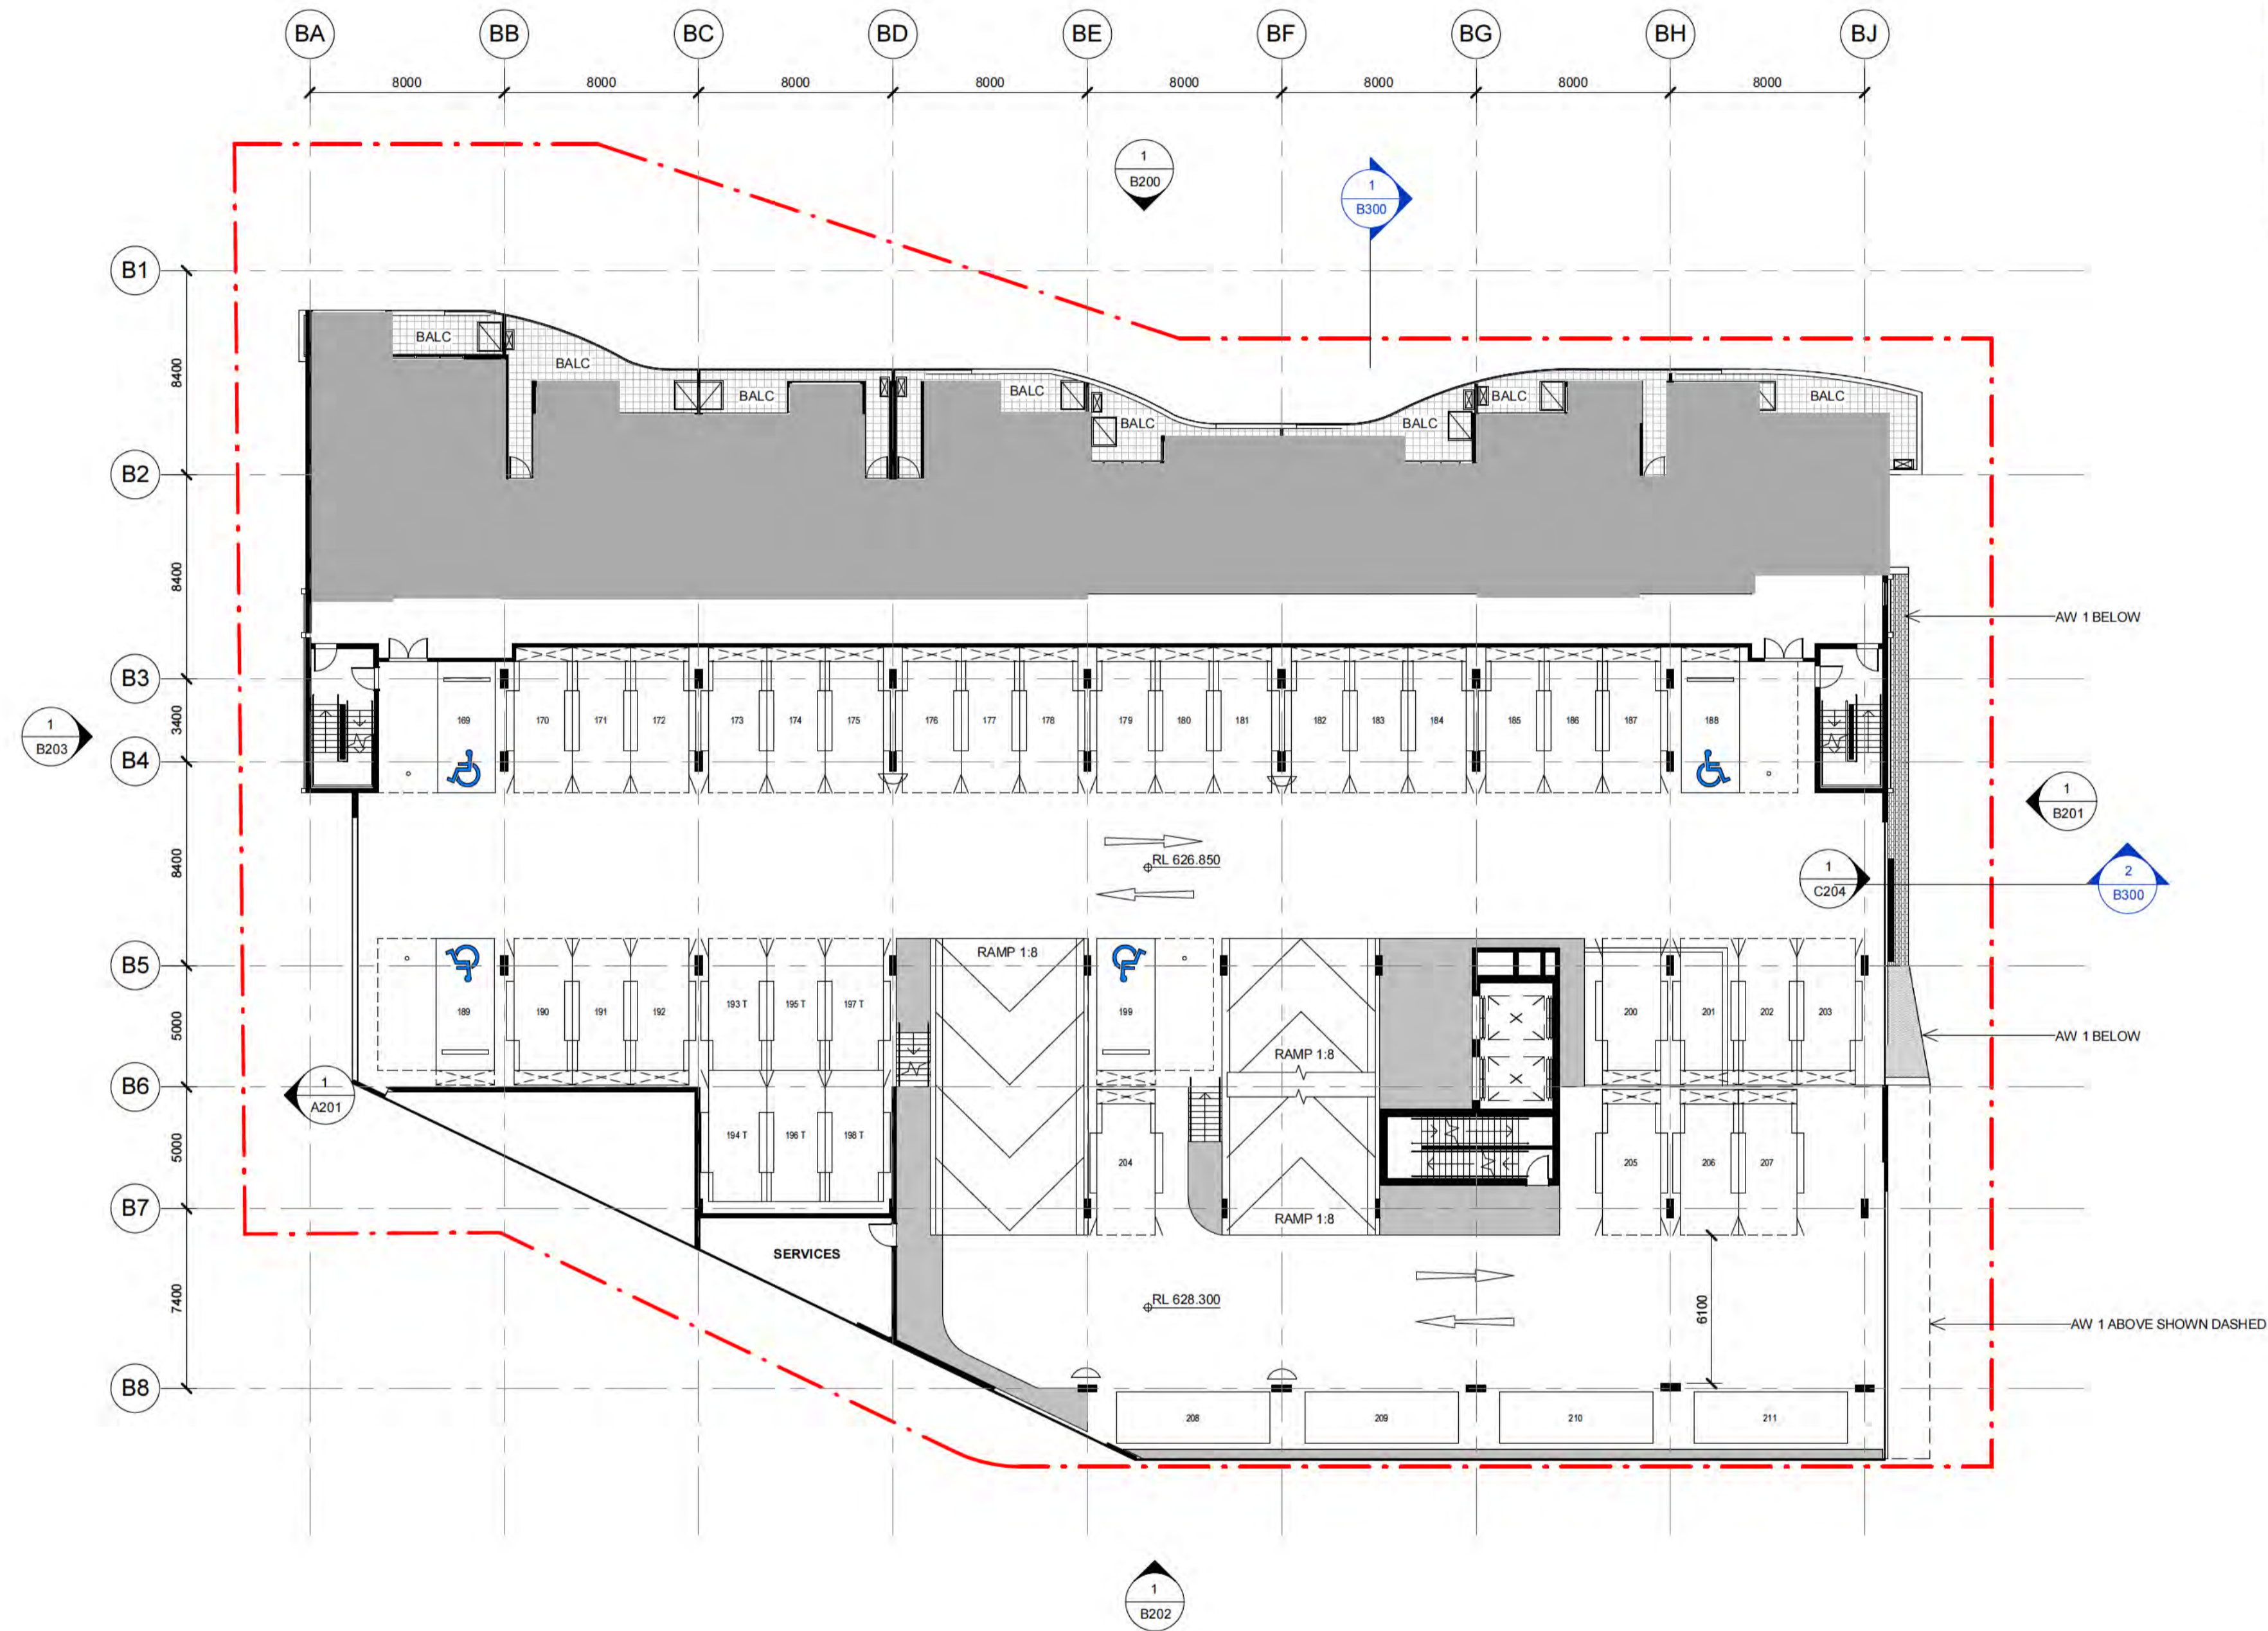 BA BB BC BD BE BF BG BH BJ
8000 8000 8000 8000 8000 8000 8000 8000
1
B200
1
B300
B1
8400
BALC
BALC
BALC
BALC
BALC
BALC
BALC
BALC
B2
8400
AW 1 BELOW
B3
3400
169 170 171 172 173 174 175 176 177 178 179 180 181 182 183 184 185 186 187 188
1
B203
B4
1
B201
8400
RL 626.850
1
C204
2
B300
B5
RAMP 1:8
5000
189 190 191 192 193 T 195 T 197 T 199 200 201 202 203
AW 1 BELOW
RAMP 1:8
B6
1
A201
5000
194 T 196 T 198 T 204 205 206 207
B7
RAMP 1:8
SERVICES
7400
RL 628.300
6100
AW 1 ABOVE SHOWN DASHED
B8
208 209 210 211
1
B202